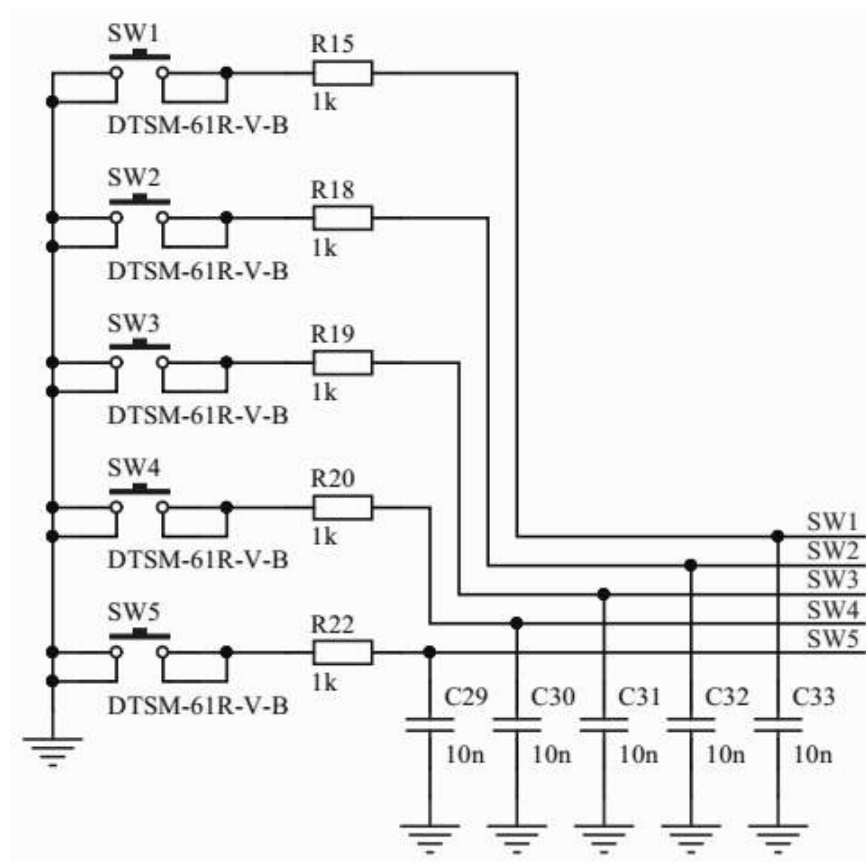 SW1
R15
1k
DTSM-61R-V-B
SW2
R18
1k
DTSM-61R-V-B
SW3
R19
1k
DTSM-61R-V-B
SW4
R20
1k
DTSM-61R-V-B
SW1
SW2
SW3
SW4
SW5
SW5
R22
1k
DTSM-61R-V-B
C29 C30 C31 C32 C33
10n 10n 10n 10n 10n